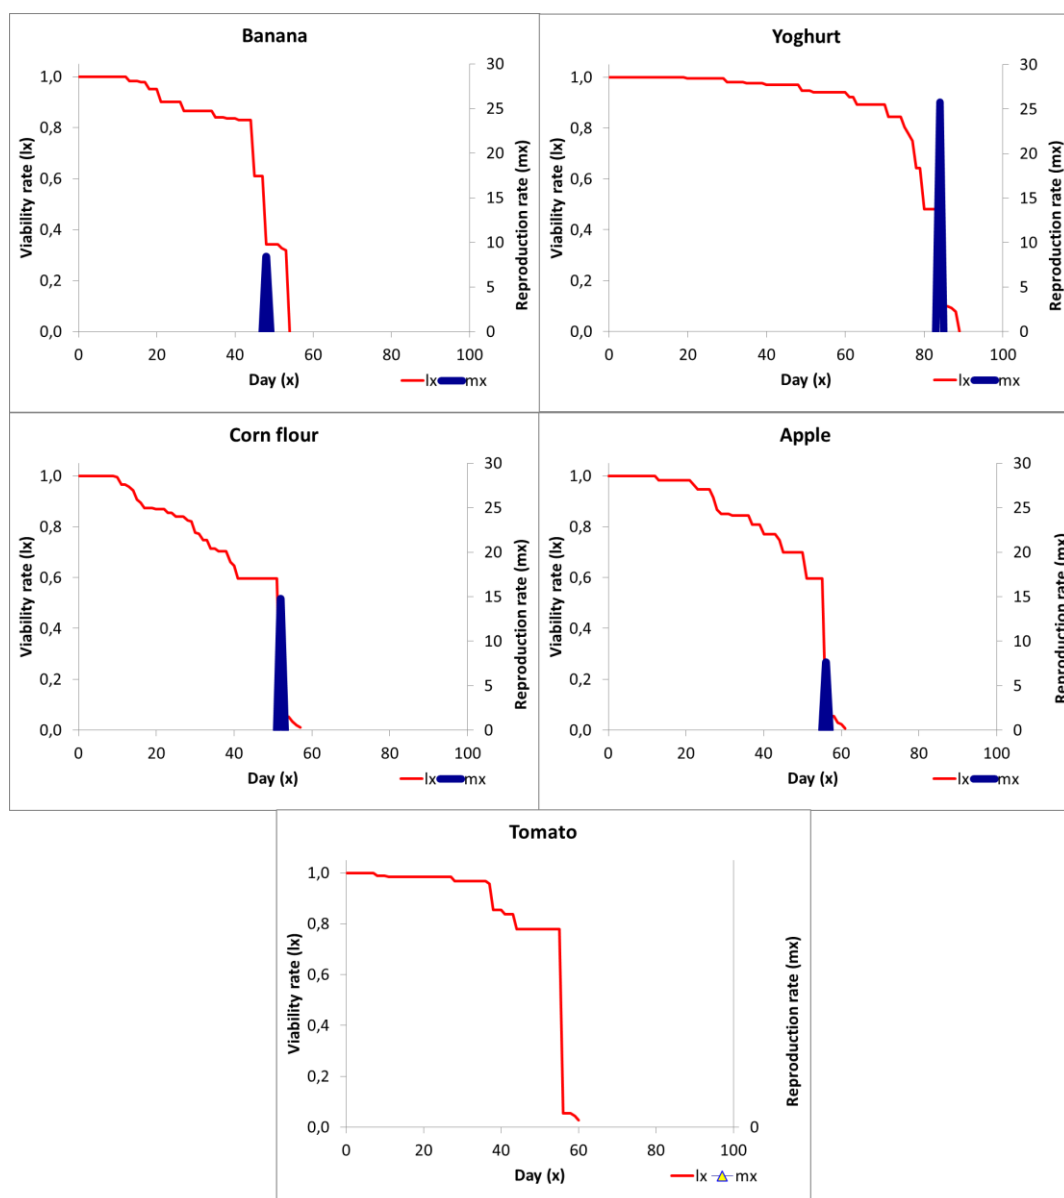 Banana
Viability rate (lx)
1,0
0,8
0,6
0,4
0,2
0,0
0 20 40 60 80 100
Day (x)
30
25
20
15
10
5
0
Reproduction rate (mx)
lx mx
Yoghurt
Viability rate (lx)
1,0
0,8
0,6
0,4
0,2
0,0
0 20 40 60 80 100
Day (x)
30
25
20
15
10
5
0
Reproduction rate (mx)
lx mx
Corn flour
Viability rate (lx)
1,0
0,8
0,6
0,4
0,2
0,0
0 20 40 60 80 100
Day (x)
30
25
20
15
10
5
0
Reproduction rate (mx)
lx mx
Apple
Viability rate (lx)
1,0
0,8
0,6
0,4
0,2
0,0
0 20 40 60 80 100
Day (x)
30
25
20
15
10
5
0
Reproduction rate (mx)
lx mx
Tomato
Viability rate (lx)
1,0
0,8
0,6
0,4
0,2
0,0
0 20 40 60 80 100
Day (x)
0
Reproduction rate (mx)
lx mx